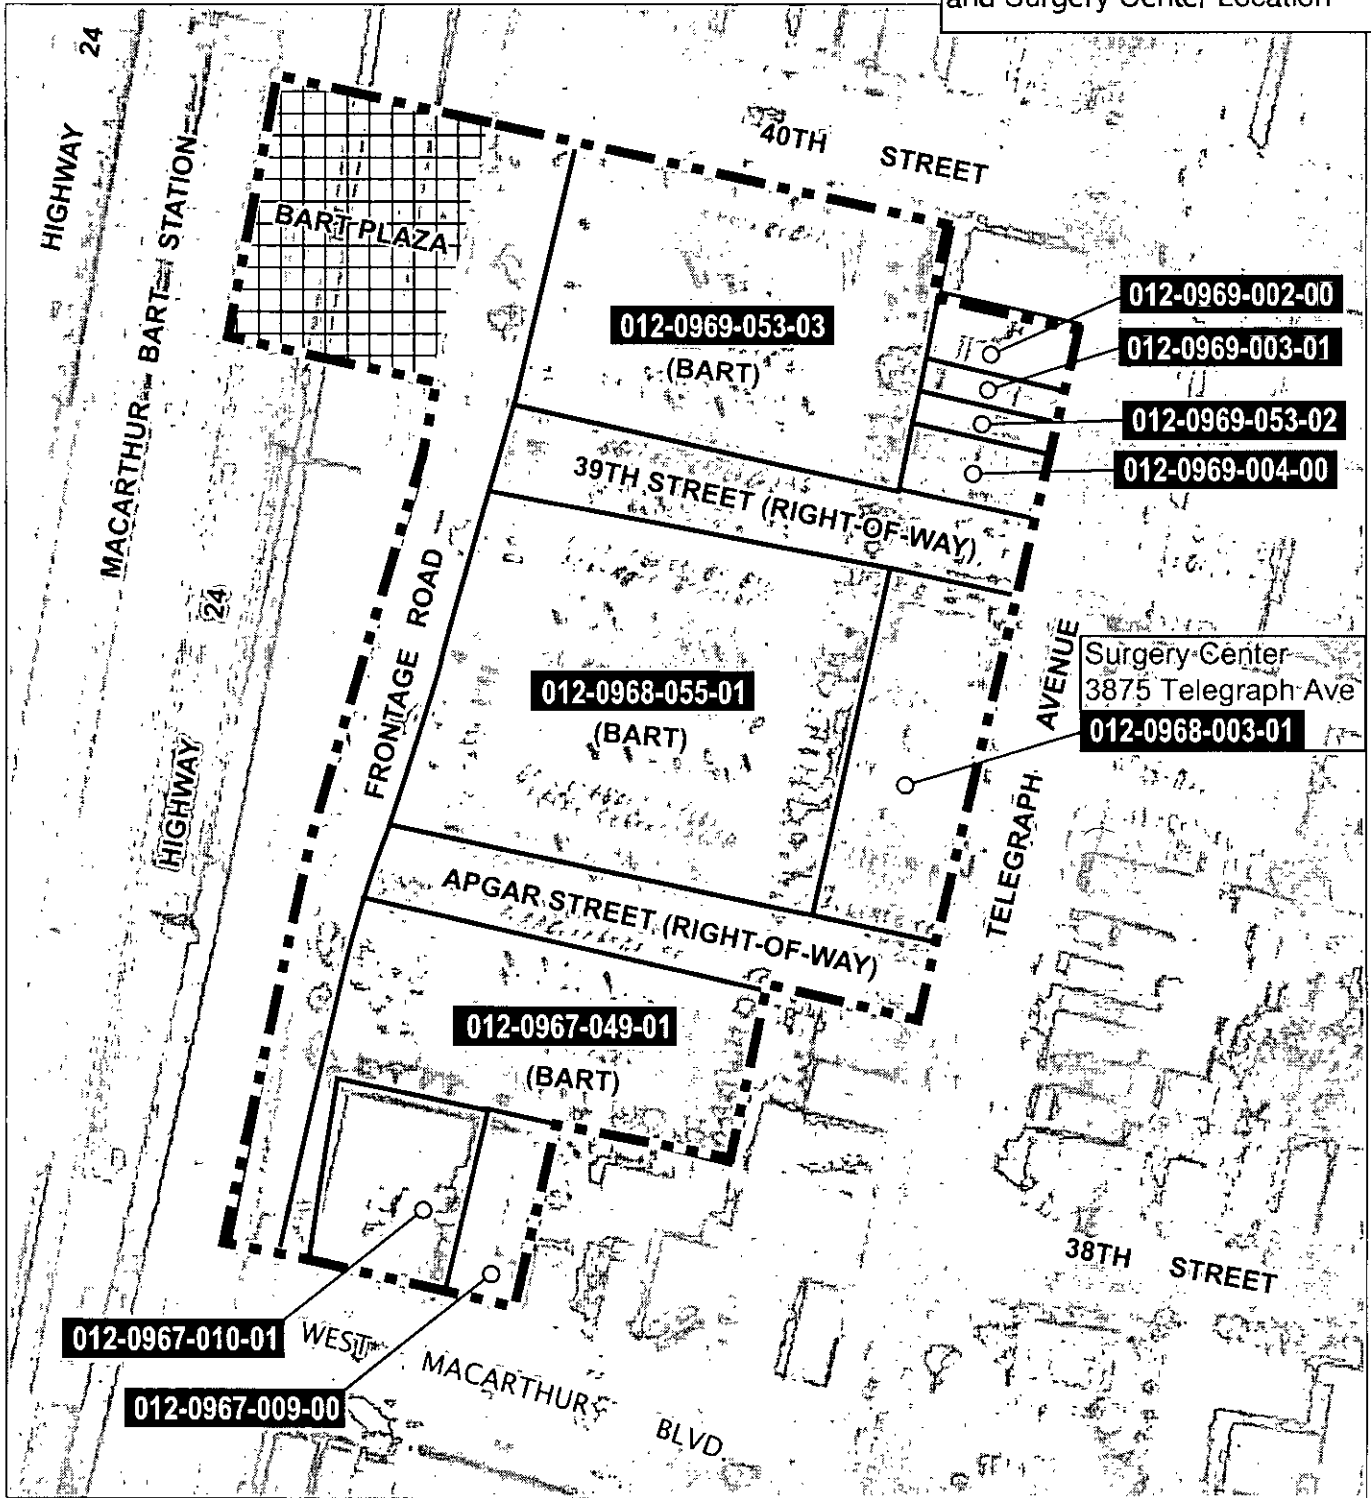 and Surgery Center Location
24
HIGHWAY
MACARTHUR BART STATION
40TH STREET
BART PLAZA
012-0969-053-03
(BART)
012-0969-002-00
012-0969-003-01
012-0969-053-02
012-0969-004-00
39TH STREET (RIGHT-OF-WAY)
24
HIGHWAY
FRONTAGE ROAD
012-0968-055-01
(BART)
TELEGRAPH AVENUE
Surgery Center
3875 Telegraph Ave
012-0968-003-01
APGAR STREET (RIGHT-OF-WAY)
012-0967-049-01
(BART)
38TH STREET
012-0967-010-01
012-0967-009-00
WEST MACARTHUR BLVD.